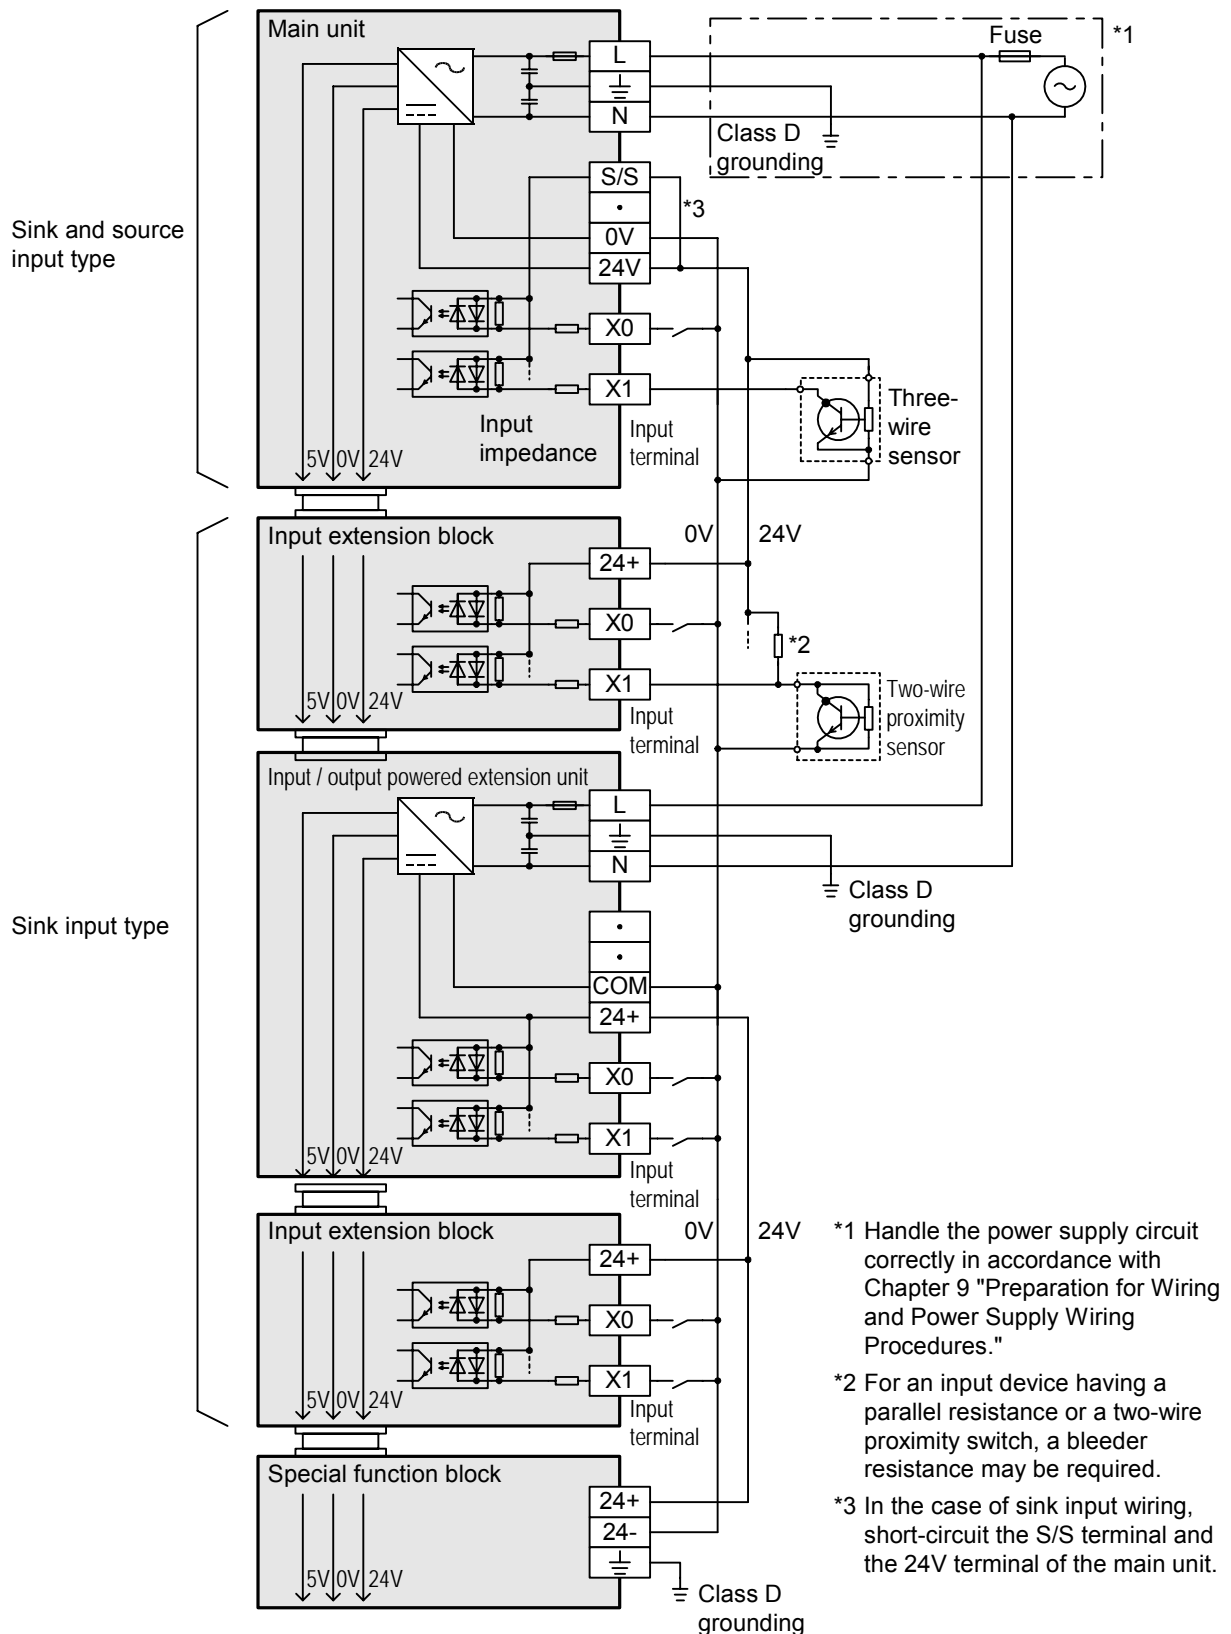 Main unit
L
N
Fuse
*1
Class D
grounding
S/S
*3
0V
24V
Sink and source
input type
X0
X1
Three-
wire
sensor
Input
impedance
Input
terminal
5V 0V 24V
Input extension block
0V 24V
24+
X0
*2
X1
Two-wire
proximity
sensor
5V 0V 24V
Input
terminal
Input / output powered extension unit
L
N
Class D
grounding
Sink input type
COM
24+
X0
X1
5V 0V 24V
Input
terminal
Input extension block
0V 24V
24+
X0
X1
5V 0V 24V
Input
terminal
Special function block
24+
24-
5V 0V 24V
Class D
grounding
*1 Handle the power supply circuit
correctly in accordance with
Chapter 9 "Preparation for Wiring
and Power Supply Wiring
Procedures."
*2 For an input device having a
parallel resistance or a two-wire
proximity switch, a bleeder
resistance may be required.
*3 In the case of sink input wiring,
short-circuit the S/S terminal and
the 24V terminal of the main unit.